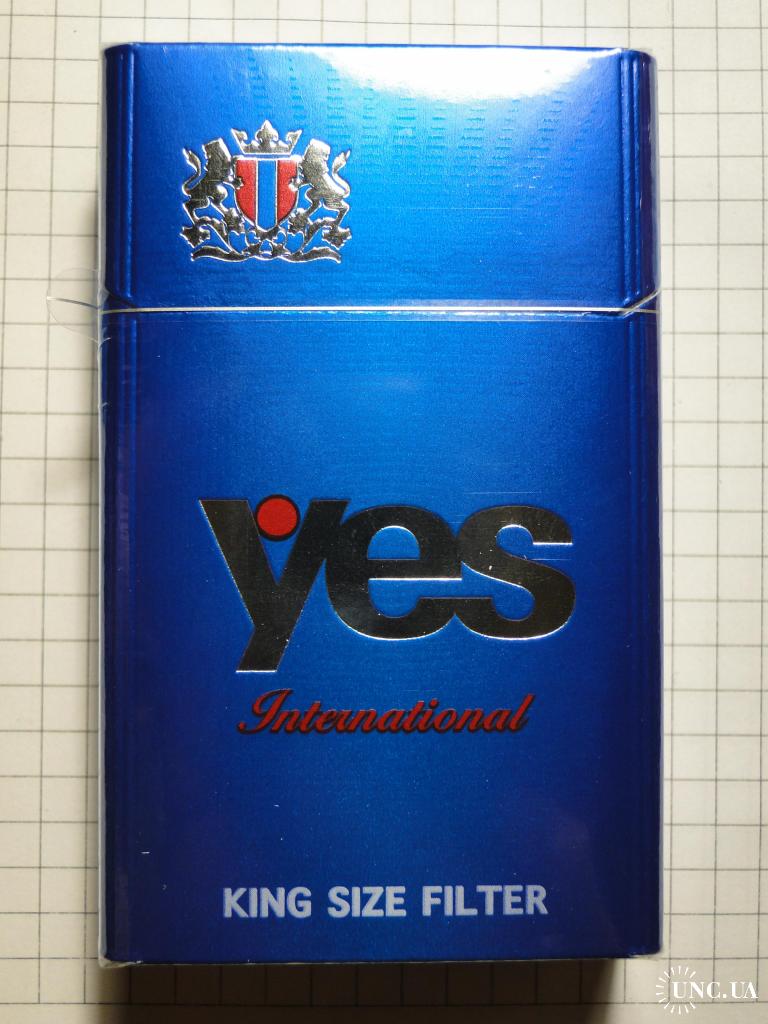 yes
International
KING SIZE FILTER
UNC.UA